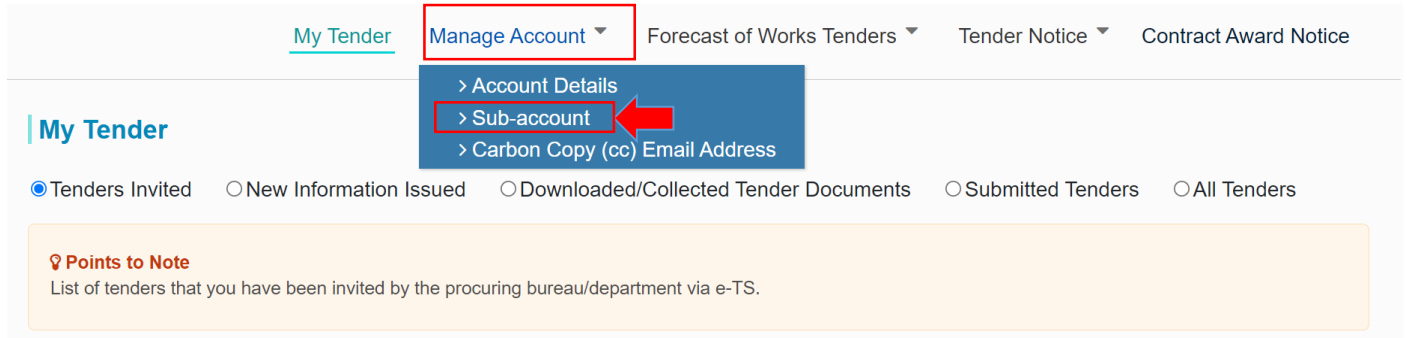 My Tender Manage Account Forecast of Works Tenders Tender Notice Contract Award Notice
> Account Details
> Sub-account
> Carbon Copy (cc) Email Address
My Tender
Tenders Invited New Information Issued Downloaded/Collected Tender Documents Submitted Tenders All Tenders
Points to Note
List of tenders that you have been invited by the procuring bureau/department via e-TS.